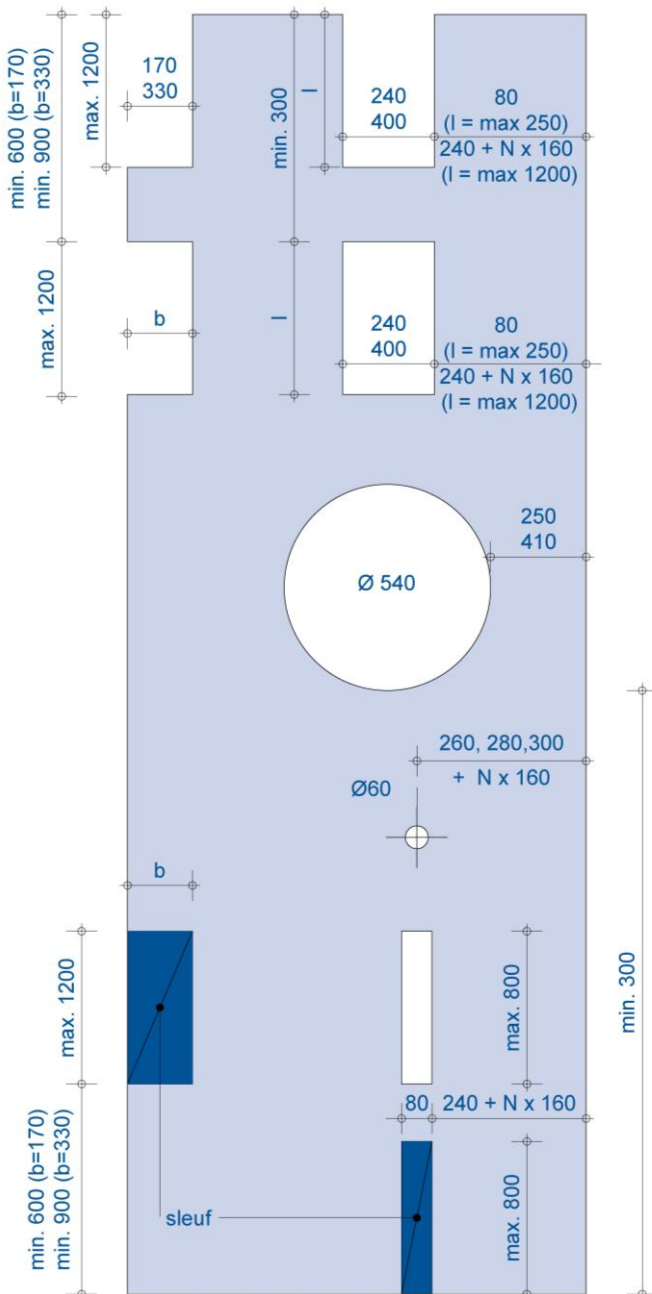 min. 600 (b=170)
min. 900 (b=330)
max. 1200
170
330
min. 300
l
240
400
80
(l = max 250)
240 + N x 160
(l = max 1200)
max. 1200
b
l
240
400
80
(l = max 250)
240 + N x 160
(l = max 1200)
250
410
Ø 540
260, 280,300
+ N x 160
Ø60
b
max. 1200
max. 800
min. 300
80 240 + N x 160
min. 600 (b=170)
min. 900 (b=330)
sleuf
max. 800